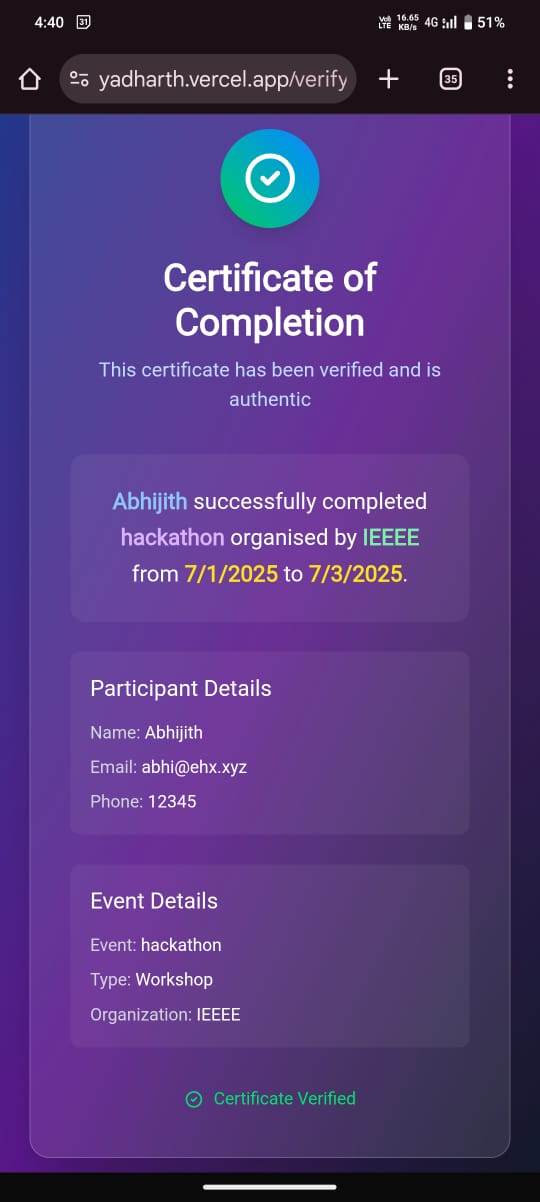 4:40 31 VoLTE 16.65 KB/s 4G 51%
yadharth.vercel.app/verify 35
Certificate of
Completion
This certificate has been verified and is
authentic
Abhijith successfully completed
hackathon organised by IEEEE
from 7/1/2025 to 7/3/2025.
Participant Details
Name: Abhijith
Email: abhi@ehx.xyz
Phone: 12345
Event Details
Event: hackathon
Type: Workshop
Organization: IEEEE
Certificate Verified